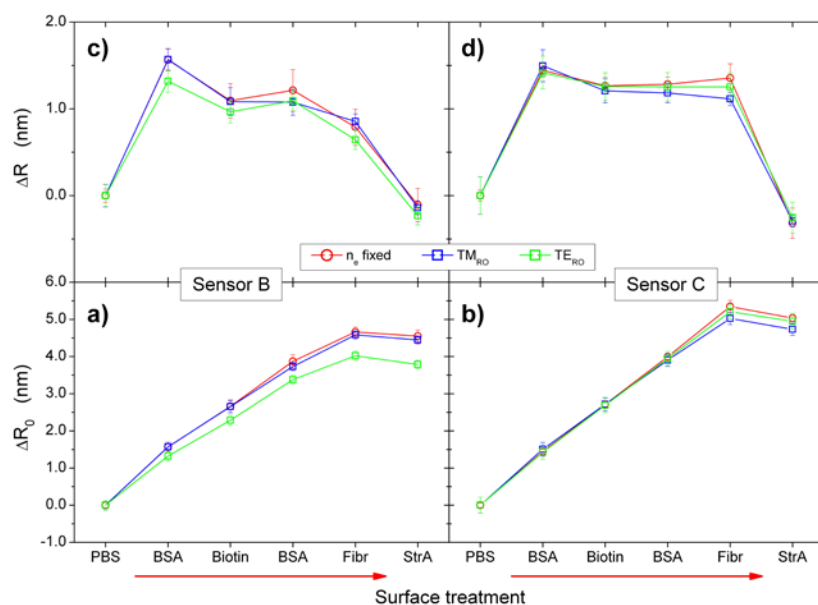 c)
d)
ΔR (nm)
1.0
0.0
n_e fixed
TM_RO
TE_RO
Sensor B
Sensor C
a)
b)
ΔR_0 (nm)
6.0
5.0
4.0
3.0
2.0
1.0
0.0
-1.0
PBS BSA Biotin BSA Fibr StrA
PBS BSA Biotin BSA Fibr StrA
Surface treatment